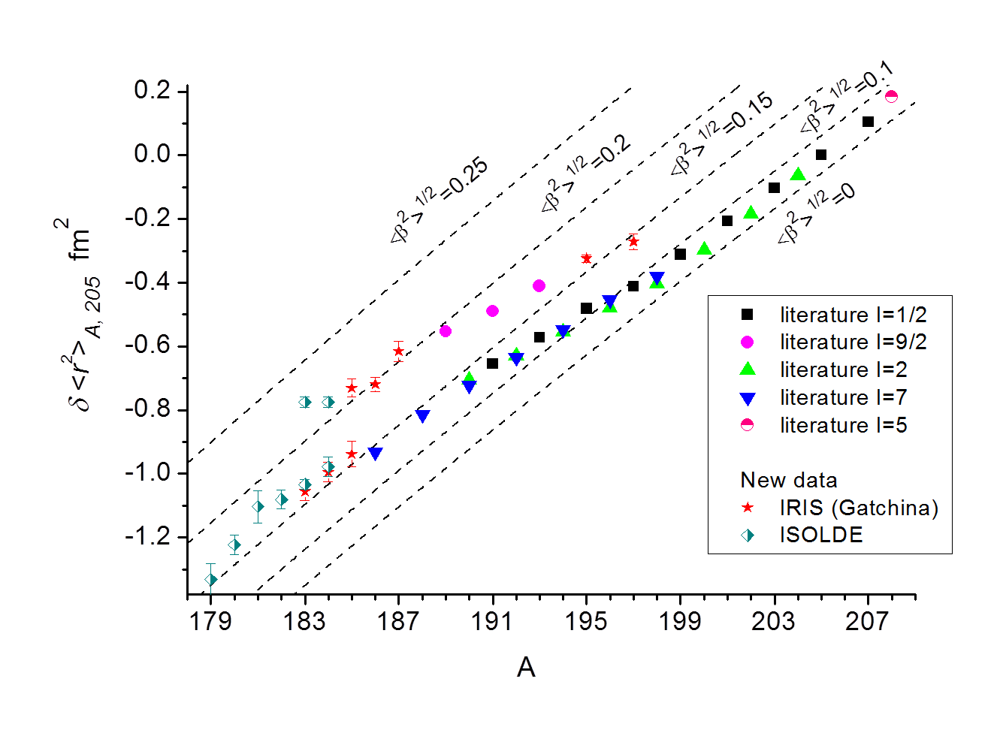 0.2
0.0
-0.2
-0.4
-0.6
-0.8
-1.0
-1.2
δ <r²>A, 205 fm²
<β²>^1/2=0.25
<β²>^1/2=0.2
<β²>^1/2=0.15
<β²>^1/2=0.1
<β²>^1/2=0
literature I=1/2
literature I=9/2
literature I=2
literature I=7
literature I=5
New data
IRIS (Gatchina)
ISOLDE
179 183 187 191 195 199 203 207
A